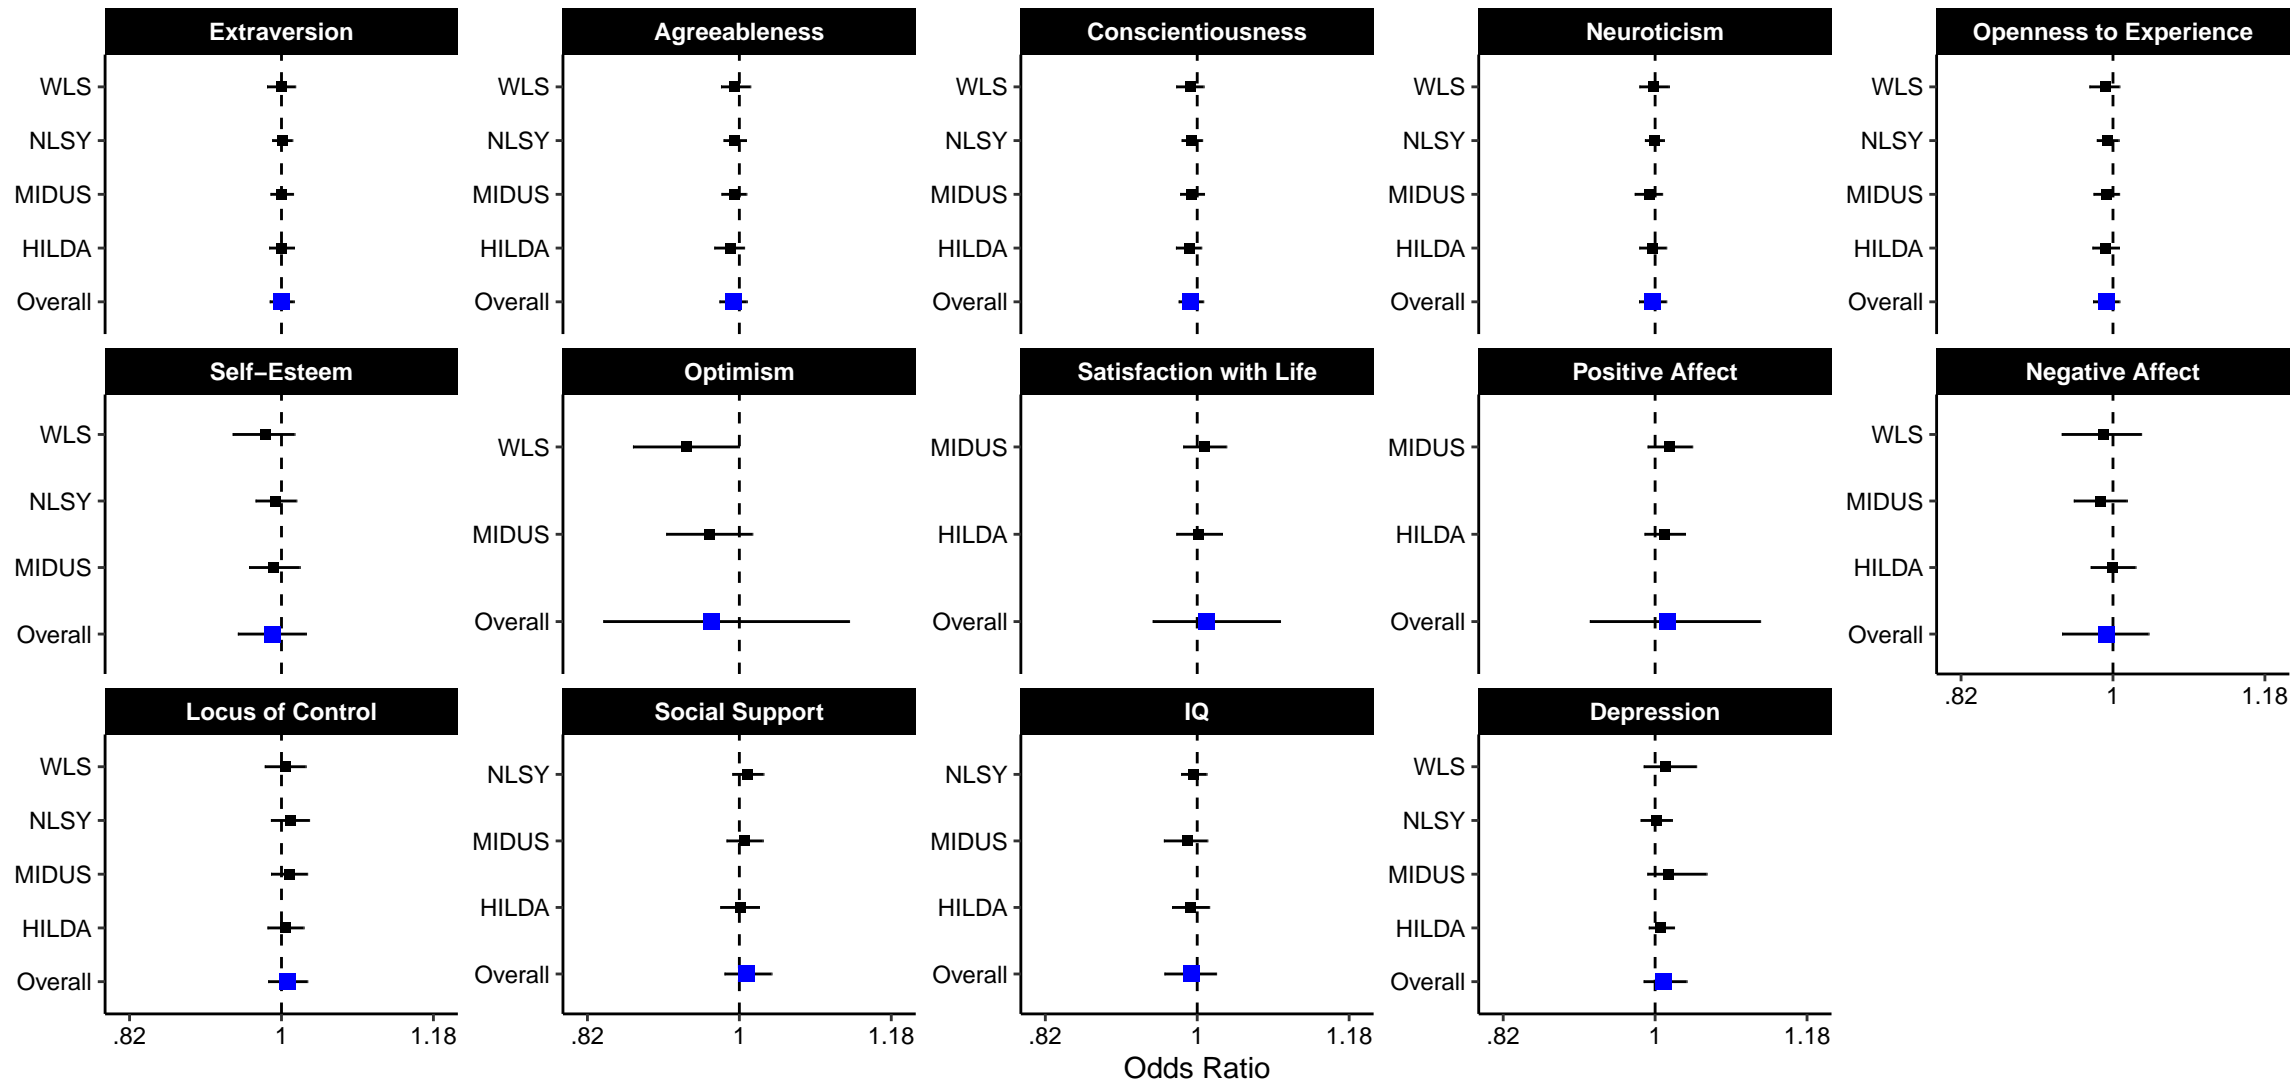 Extraversion
Agreeableness
Conscientiousness
Neuroticism
Openness to Experience
WLS
NLSY
MIDUS
HILDA
Overall
WLS
NLSY
MIDUS
HILDA
Overall
WLS
NLSY
MIDUS
HILDA
Overall
WLS
NLSY
MIDUS
HILDA
Overall
WLS
NLSY
MIDUS
HILDA
Overall
Self−Esteem
Optimism
Satisfaction with Life
Positive Affect
Negative Affect
WLS
NLSY
MIDUS
Overall
WLS
MIDUS
Overall
MIDUS
HILDA
Overall
MIDUS
HILDA
Overall
WLS
MIDUS
HILDA
Overall
.82 1 1.18
Locus of Control
Social Support
IQ
Depression
WLS
NLSY
MIDUS
HILDA
Overall
.82 1 1.18
NLSY
MIDUS
HILDA
Overall
.82 1 1.18
NLSY
MIDUS
HILDA
Overall
.82 1 1.18
WLS
NLSY
MIDUS
HILDA
Overall
.82 1 1.18
Odds Ratio